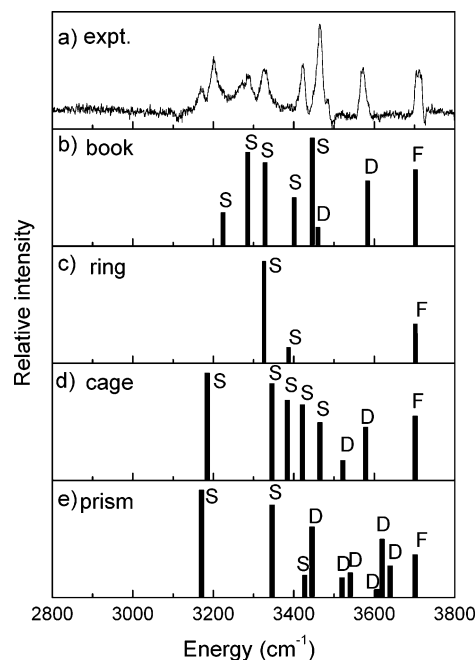 a) expt.
b) book
S
S
S
S
S
D
D
F
c) ring
S
S
F
d) cage
S
S
S
S
S
D
D
F
e) prism
S
S
S
D
D
D
D
D
D
F
Relative intensity
2800 3000 3200 3400 3600 3800
Energy (cm⁻¹)